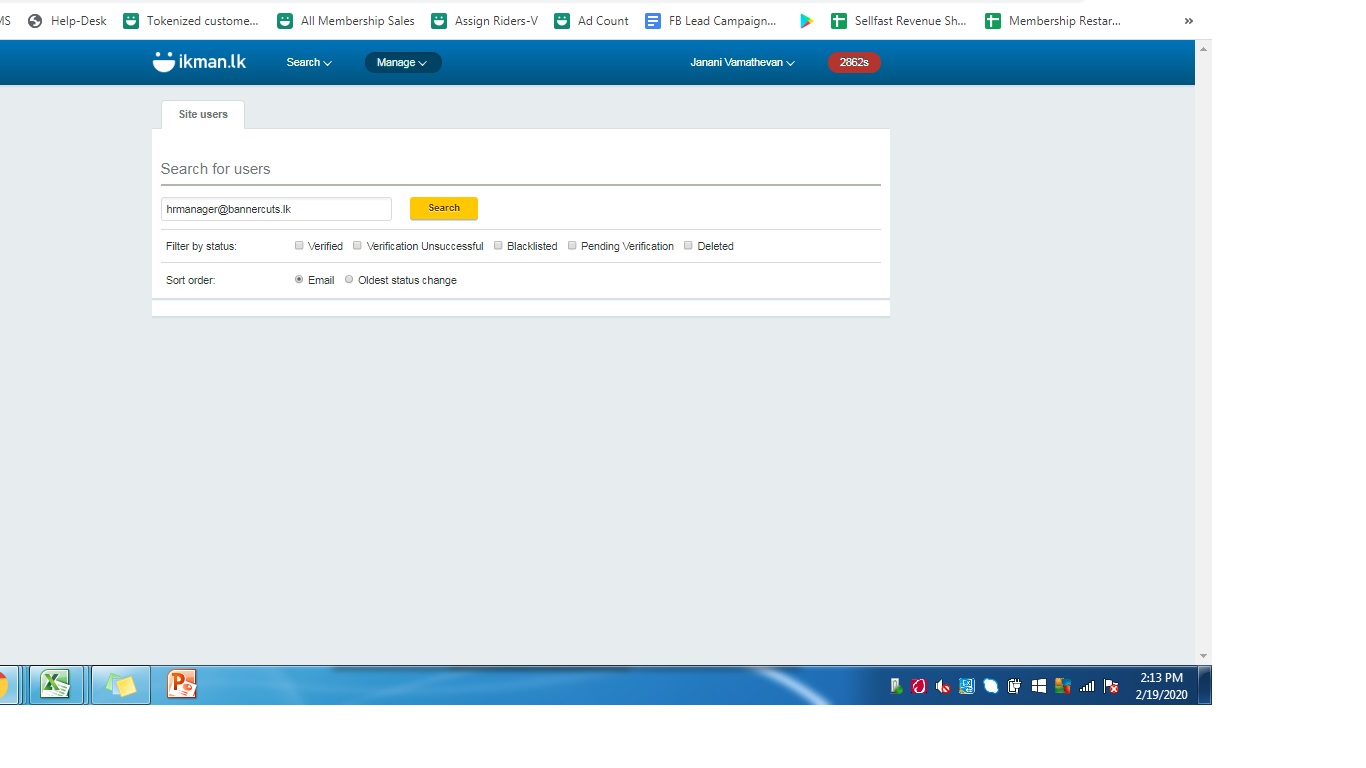 MS Help-Desk Tokenized custome... All Membership Sales Assign Riders-V Ad Count FB Lead Campaign... Sellfast Revenue Sh... Membership Restar... »
ikman.lk Search Manage Janani Vamathevan 2862s
Site users
Search for users
hrmanager@bannercuts.lk Search
Filter by status: Verified Verification Unsuccessful Blacklisted Pending Verification Deleted
Sort order: Email Oldest status change
2:13 PM
2/19/2020